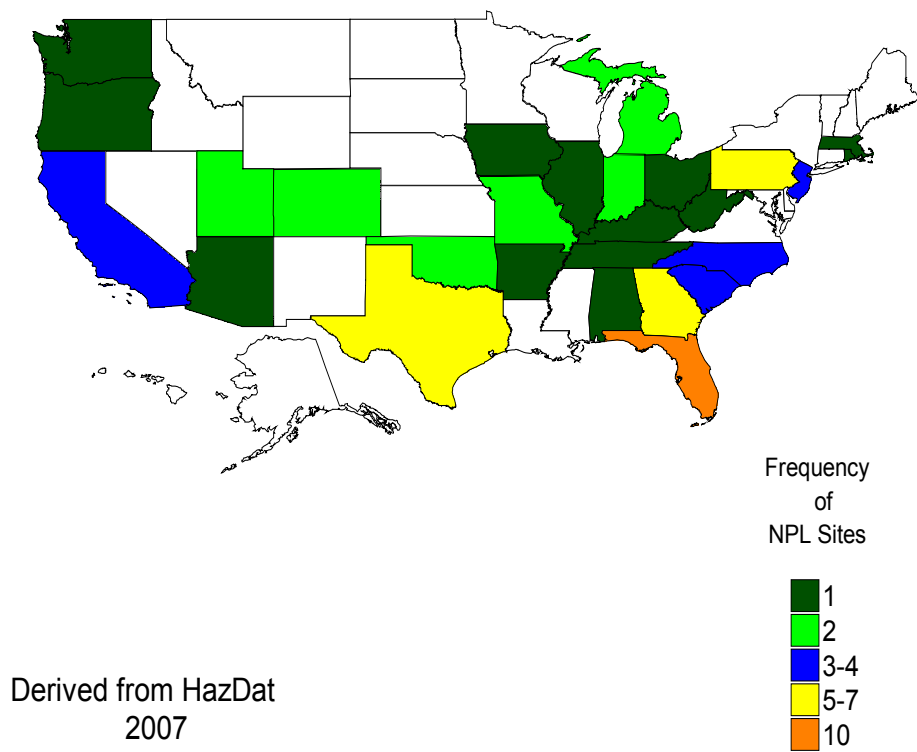 Frequency
of
NPL Sites
1
2
3-4
5-7
10
Derived from HazDat
2007